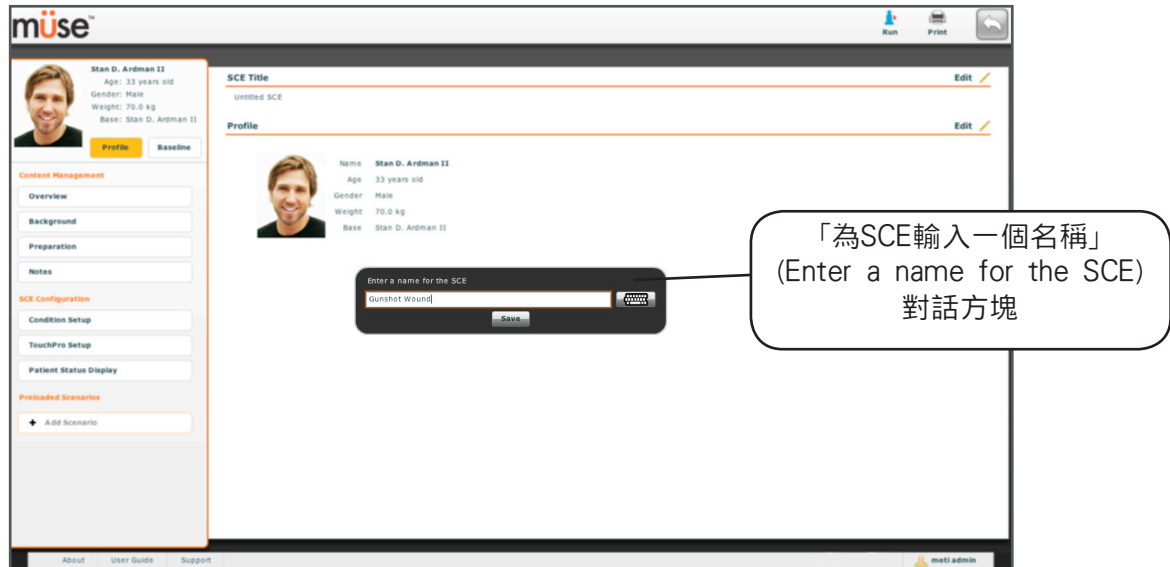 müse™
Run
Print
Stan D. Ardman II
Age: 33 years old
Gender: Male
Weight: 70.0 kg
Base: Stan D. Ardman II
Profile
Baseline
Content Management
Overview
Background
Preparation
Notes
SCE Configuration
Condition Setup
TouchPro Setup
Patient Status Display
Preloaded Scenarios
+ Add Scenario
SCE Title
Edit
Untitled SCE
Profile
Edit
Name Stan D. Ardman II
Age 33 years old
Gender Male
Weight 70.0 kg
Base Stan D. Ardman II
Enter a name for the SCE
Gunshot Wound
Save
「為SCE輸入一個名稱」
(Enter a name for the SCE)
對話方塊
About
User Guide
Support
meti admin